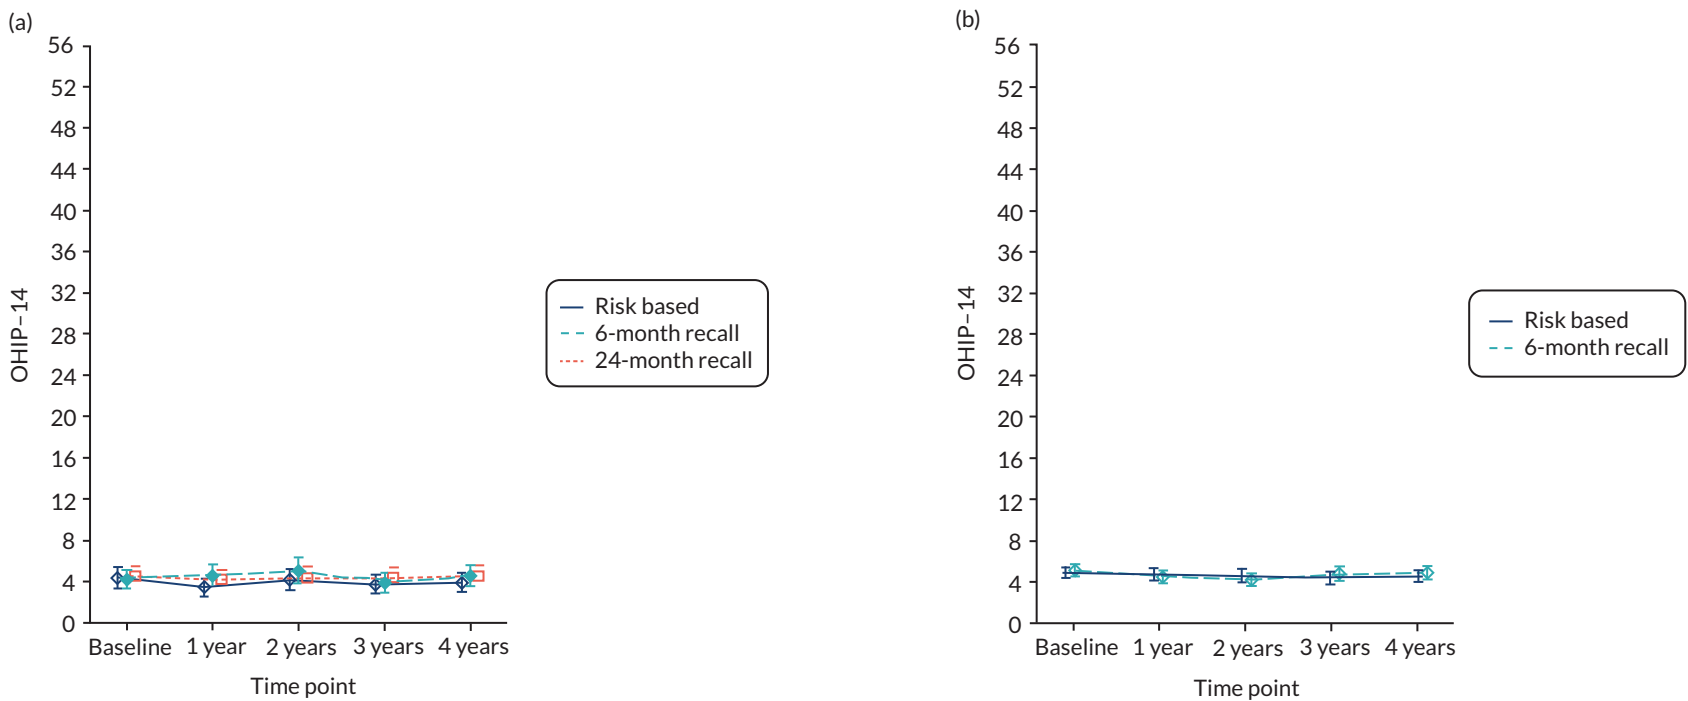 (a)
56
52
48
44
40
36
32
28
24
20
16
12
8
4
0
OHIP–14
Baseline 1 year 2 years 3 years 4 years
Time point
Risk based
6-month recall
24-month recall
(b)
56
52
48
44
40
36
32
28
24
20
16
12
8
4
0
OHIP–14
Baseline 1 year 2 years 3 years 4 years
Time point
Risk based
6-month recall